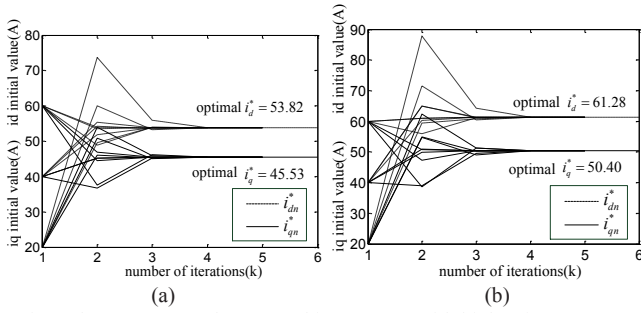 id initial value(A)
iq initial value(A)
80
70
60
50
40
30
20
optimal i*d = 53.82
optimal i*q = 45.53
i*dn
i*qn
1 2 3 4 5 6
number of iterations(k)
(a)
id initial value(A)
iq initial value(A)
90
80
70
60
50
40
30
20
optimal i*d = 61.28
optimal i*q = 50.40
i*dn
i*qn
1 2 3 4 5 6
number of iterations(k)
(b)